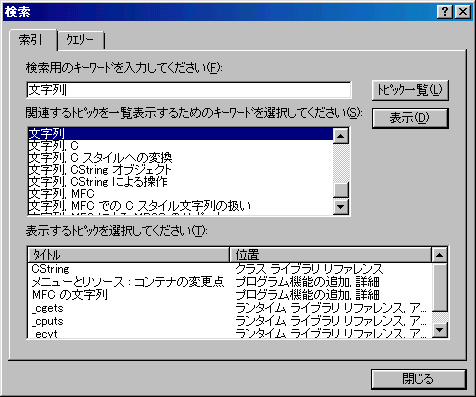 検索
索引
クエリー
検索用のキーワードを入力してください(F):
文字列
トピック一覧(L)
関連するトピックを一覧表示するためのキーワードを選択してください(S):
表示(D)
文字列
文字列, C
文字列, C スタイルへの変換
文字列, CString オブジェクト
文字列, CString による操作
文字列, MFC
文字列, MFC での C スタイル文字列の扱い
表示するトピックを選択してください(T):
タイトル 位置
CString クラス ライブラリ リファレンス
メニューとリソース : コンテナの変更点 プログラム機能の追加, 詳細
MFC の文字列 プログラム機能の追加, 詳細
_cgets ランタイム ライブラリ リファレンス, ア...
_cputs ランタイム ライブラリ リファレンス, ア...
_ecvt ランタイム ライブラリ リファレンス, ア...
閉じる